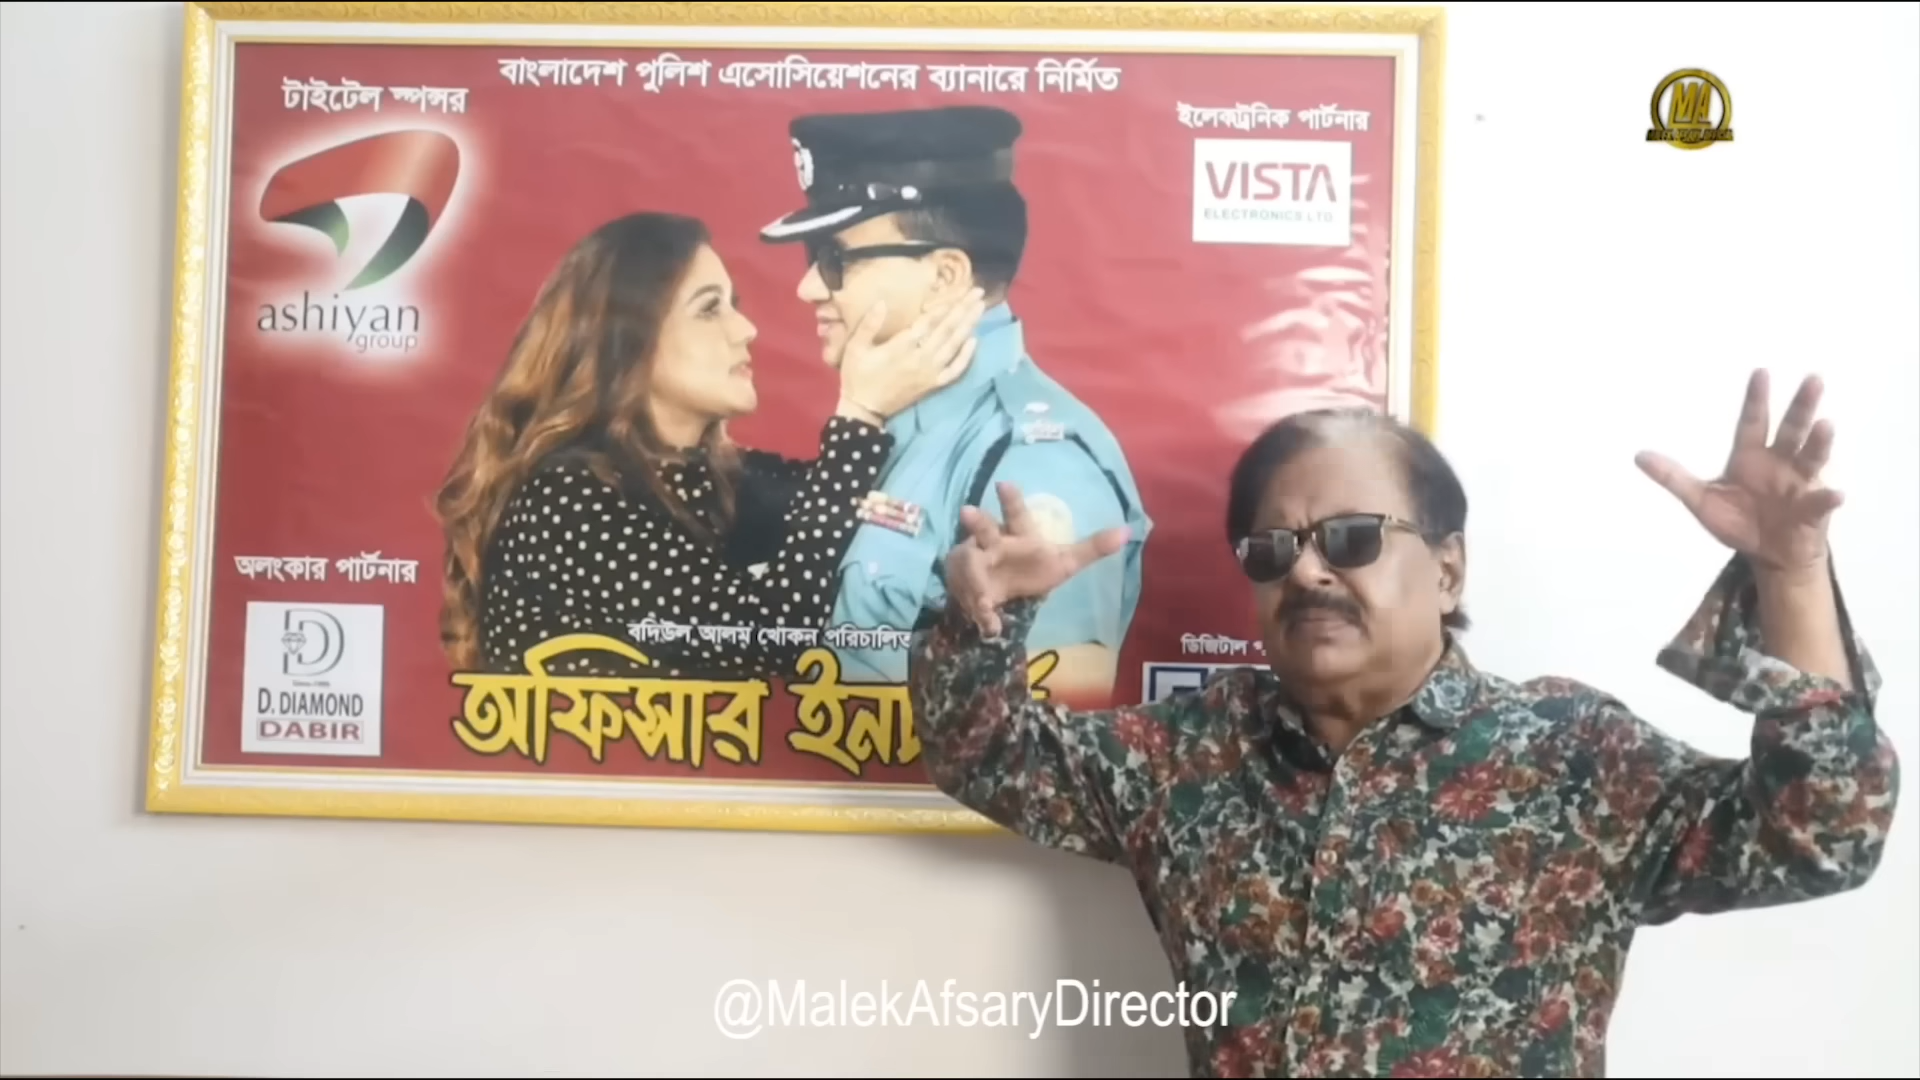 বাংলাদেশ পুলিশ এসোসিয়েশনের ব্যানারে নির্মিত
টাইটেল স্পন্সর
ইলেকট্রনিক পার্টনার
MA
VISTA
ELECTRONICS LTD.
ashiyan
group
অলংকার পার্টনার
D
D. DIAMOND
DABIR
বদিউল আলম খোকন পরিচালিত
ডিজিটাল
অফিসার
@MalekAfsaryDirector